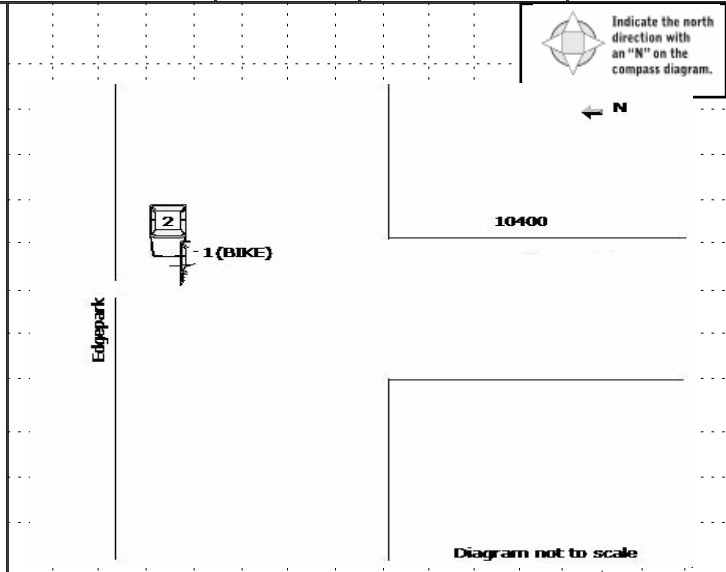 Indicate the north
direction with
an “N” on the
compass diagram.
N
2
10400
1(BIKE)
Edgepark
Diagram not to scale